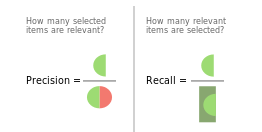 How many selected
items are relevant?
Precision =
How many relevant
items are selected?
Recall =